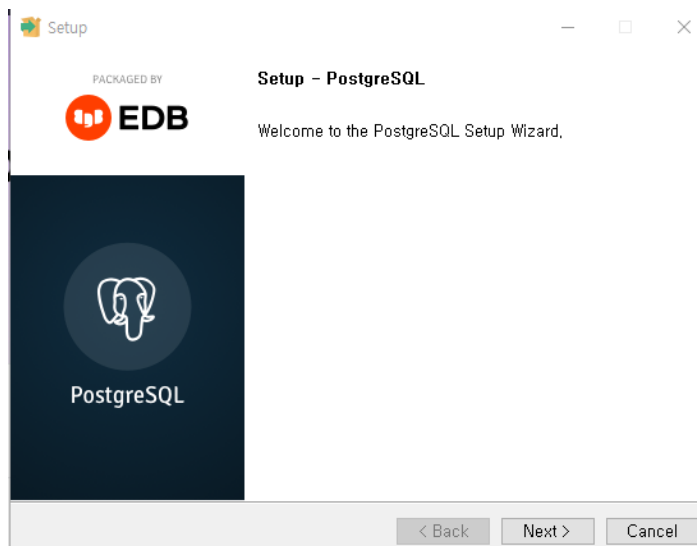 Setup
PACKAGED BY
EDB
Setup - PostgreSQL
Welcome to the PostgreSQL Setup Wizard.
PostgreSQL
< Back
Next >
Cancel